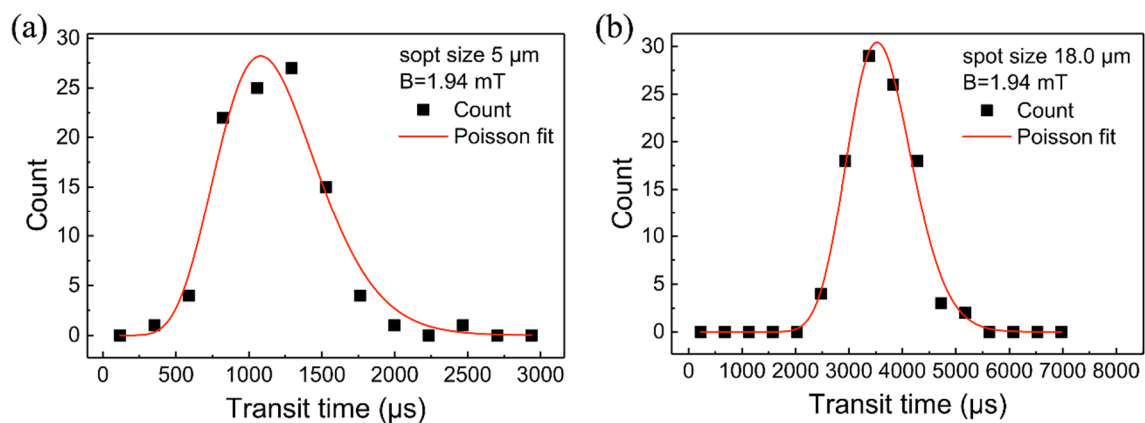 (a)
30
25
20
15
10
5
0
Count
sopt size 5 μm
B=1.94 mT
Count
Poisson fit
0 500 1000 1500 2000 2500 3000
Transit time (μs)
(b)
30
25
20
15
10
5
0
Count
spot size 18.0 μm
B=1.94 mT
Count
Poisson fit
0 1000 2000 3000 4000 5000 6000 7000 8000
Transit time (μs)